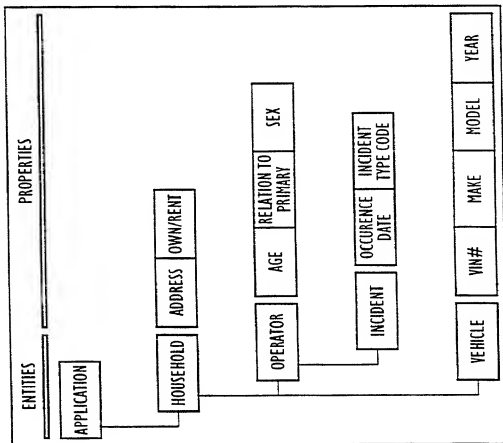 ENTITIES PROPERTIES
APPLICATION
HOUSEHOLD ADDRESS OWN/RENT
OPERATOR AGE RELATION TO PRIMARY SEX
INCIDENT OCCURENCE DATE INCIDENT TYPE CODE
VEHICLE VIN# MAKE MODEL YEAR